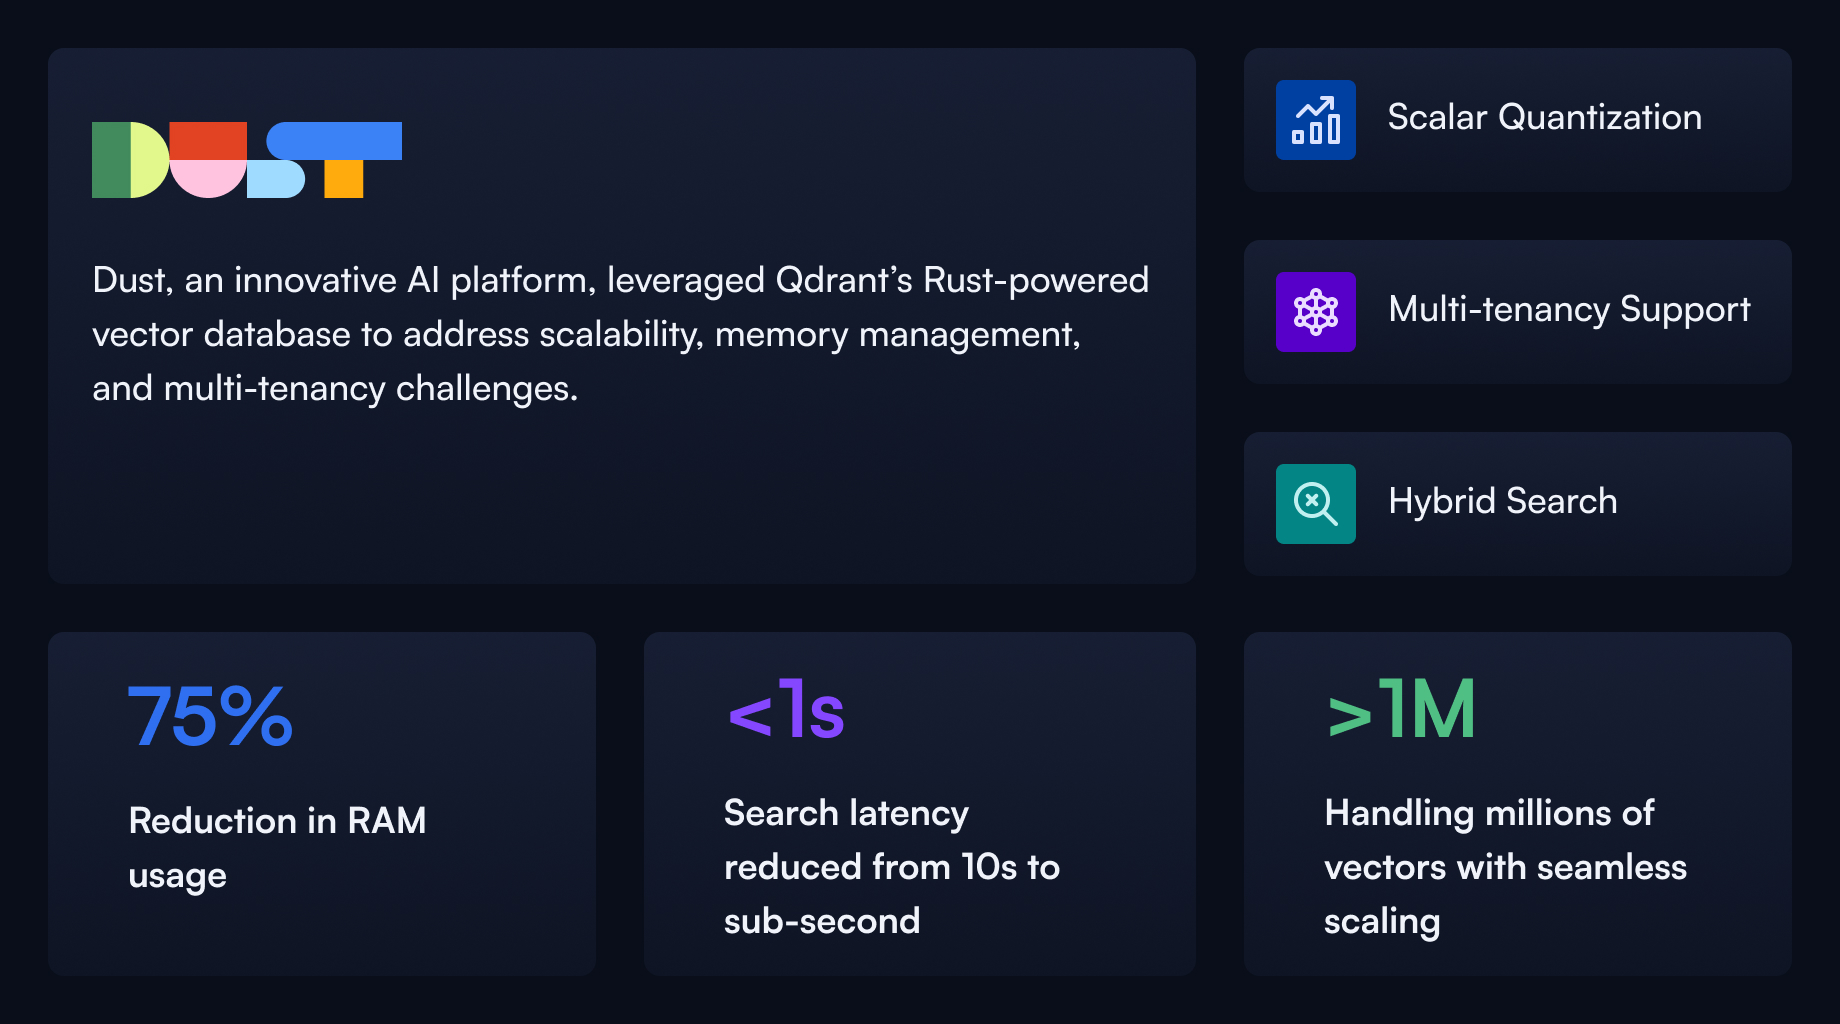 DUST
Dust, an innovative AI platform, leveraged Qdrant’s Rust-powered
vector database to address scalability, memory management,
and multi-tenancy challenges.
Scalar Quantization
Multi-tenancy Support
Hybrid Search
75%
Reduction in RAM
usage
<1s
Search latency
reduced from 10s to
sub-second
>1M
Handling millions of
vectors with seamless
scaling